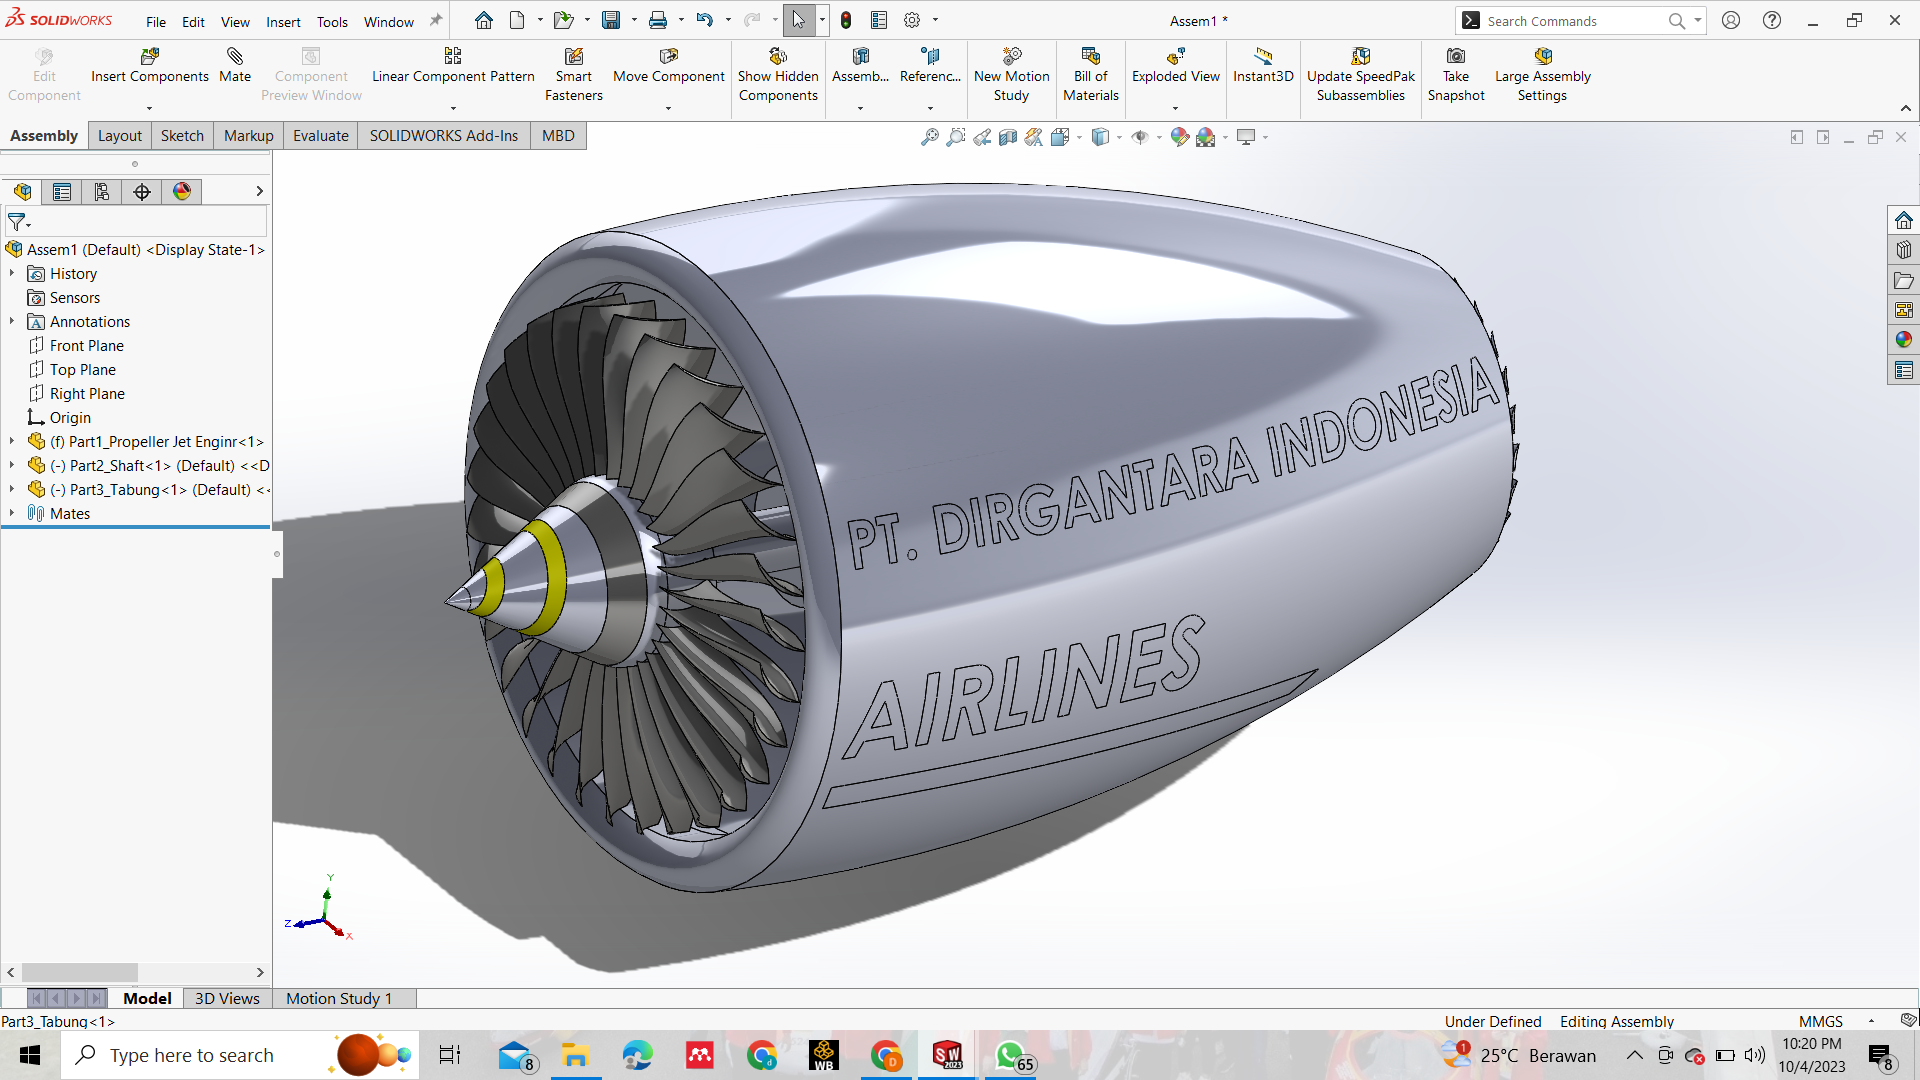 SOLIDWORKS File Edit View Insert Tools Window Assem1 * Search Commands
Edit Component
Insert Components
Mate
Component Preview Window
Linear Component Pattern
Smart Fasteners
Move Component
Show Hidden Components
Assemb...
Referenc...
New Motion Study
Bill of Materials
Exploded View
Instant3D
Update SpeedPak Subassemblies
Take Snapshot
Large Assembly Settings
Assembly Layout Sketch Markup Evaluate SOLIDWORKS Add-Ins MBD
Assem1 (Default) <Display State-1>
History
Sensors
A Annotations
Front Plane
Top Plane
Right Plane
Origin
(f) Part1_Propeller Jet Enginr<1>
(-) Part2_Shaft<1> (Default) <<D
(-) Part3_Tabung<1> (Default) <
Mates
PT. DIRGANTARA INDONESIA
AIRLINES
Y
Z
X
Model 3D Views Motion Study 1
Part3_Tabung<1>
Under Defined Editing Assembly MMGS
Type here to search
8
WB
SW 2023
65
1
25°C Berawan
10:20 PM
10/4/2023
8